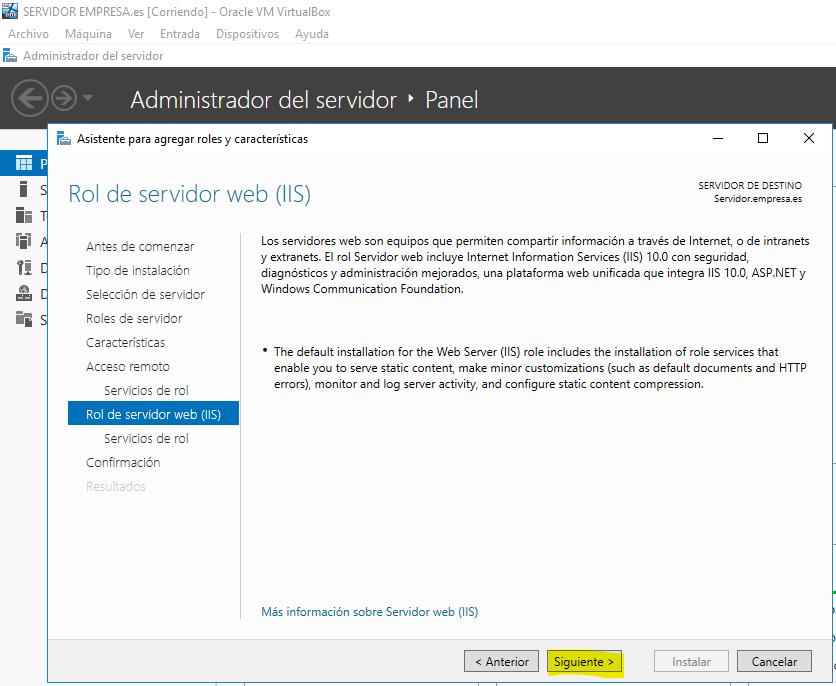 SERVIDOR EMPRESA.es [Corriendo] - Oracle VM VirtualBox
Archivo Máquina Ver Entrada Dispositivos Ayuda
Administrador del servidor
Administrador del servidor ‣ Panel
Asistente para agregar roles y características
Rol de servidor web (IIS)
SERVIDOR DE DESTINO
Servidor.empresa.es
Antes de comenzar
Tipo de instalación
Selección de servidor
Roles de servidor
Características
Acceso remoto
Servicios de rol
Rol de servidor web (IIS)
Servicios de rol
Confirmación
Resultados
Los servidores web son equipos que permiten compartir información a través de Internet, o de intranets
y extranets. El rol Servidor web incluye Internet Information Services (IIS) 10.0 con seguridad,
diagnósticos y administración mejorados, una plataforma web unificada que integra IIS 10.0, ASP.NET y
Windows Communication Foundation.
• The default installation for the Web Server (IIS) role includes the installation of role services that
enable you to serve static content, make minor customizations (such as default documents and HTTP
errors), monitor and log server activity, and configure static content compression.
Más información sobre Servidor web (IIS)
< Anterior Siguiente > Instalar Cancelar